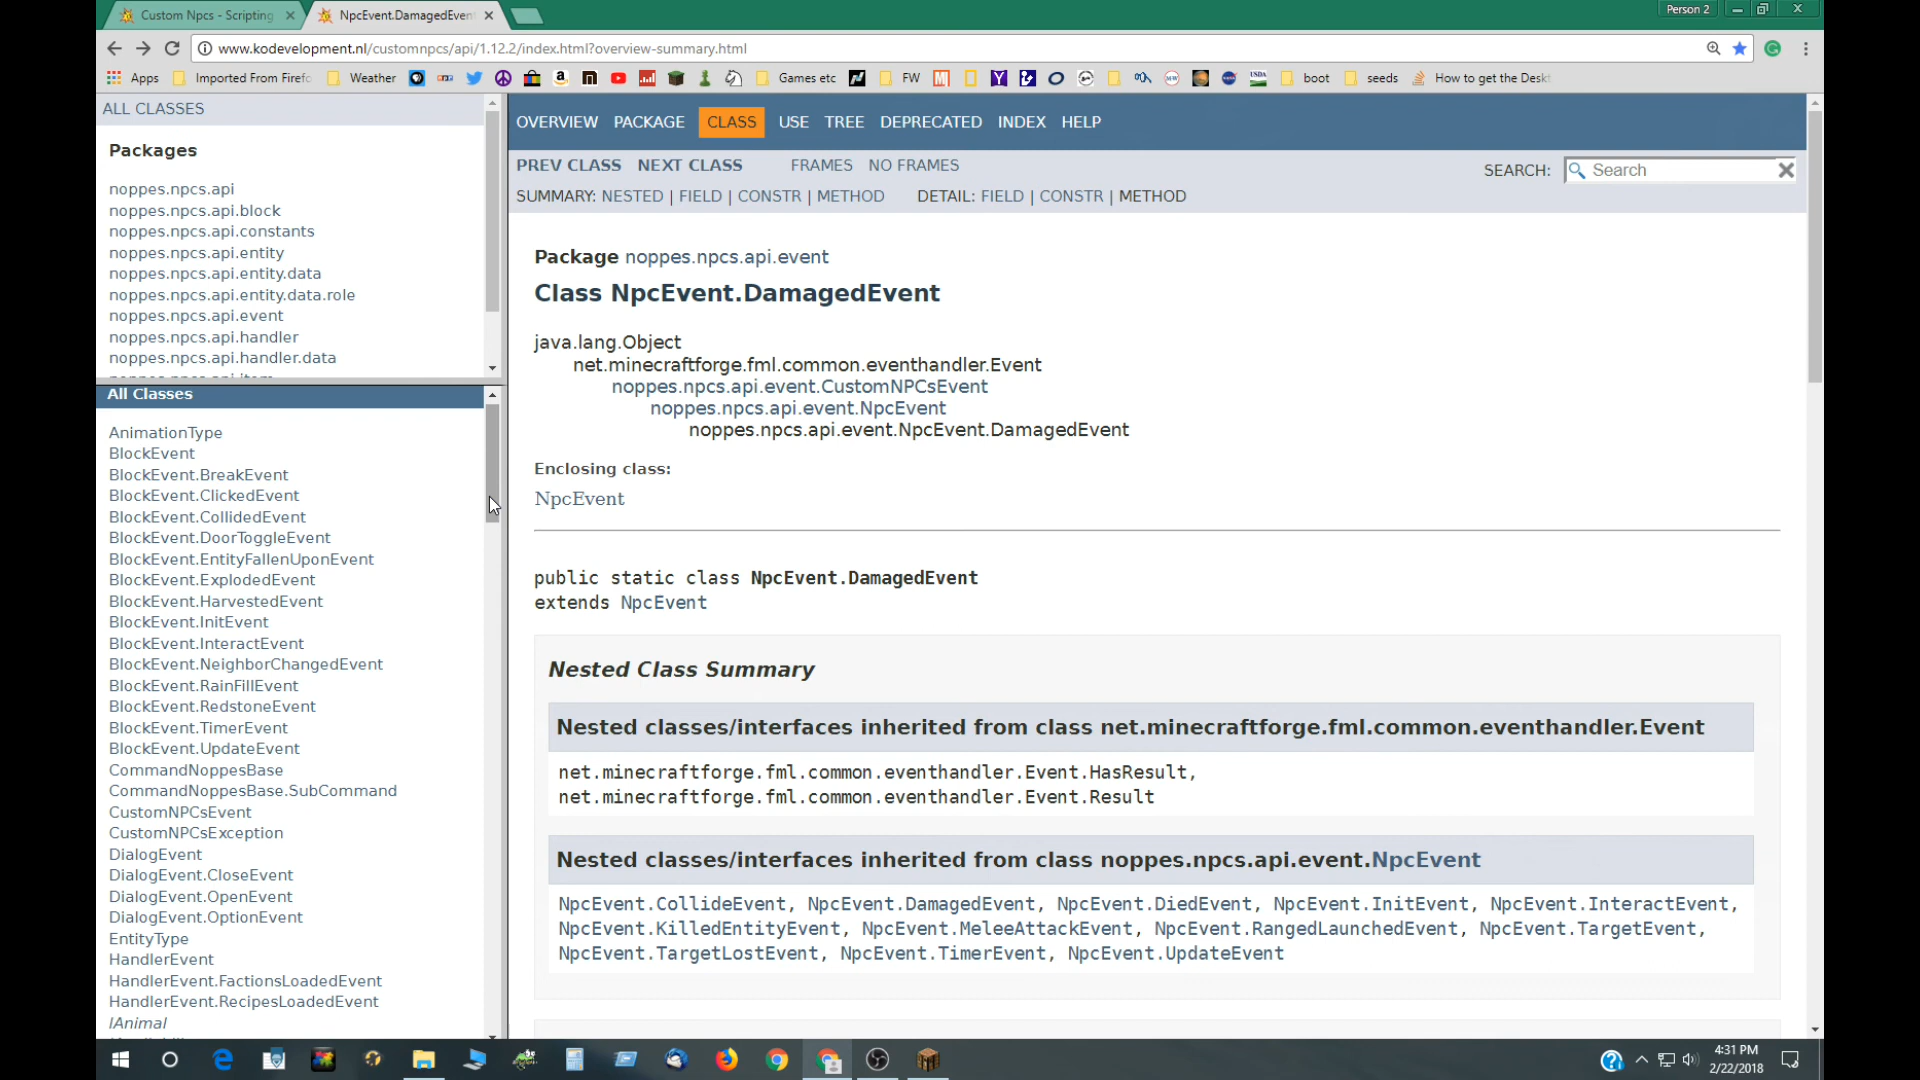 Custom Npcs - Scripting
NpcEvent.DamagedEven
Person 2
www.kodevelopment.nl/customnpcs/api/1.12.2/index.html?overview-summary.html
Apps
Imported From Firefo
Weather
Games etc
FW
boot
seeds
How to get the Deskt
ALL CLASSES
Packages
noppes.npcs.api
noppes.npcs.api.block
noppes.npcs.api.constants
noppes.npcs.api.entity
noppes.npcs.api.entity.data
noppes.npcs.api.entity.data.role
noppes.npcs.api.event
noppes.npcs.api.handler
noppes.npcs.api.handler.data
noppes.npcs.api.item
All Classes
AnimationType
BlockEvent
BlockEvent.BreakEvent
BlockEvent.ClickedEvent
BlockEvent.CollidedEvent
BlockEvent.DoorToggleEvent
BlockEvent.EntityFallenUponEvent
BlockEvent.ExplodedEvent
BlockEvent.HarvestedEvent
BlockEvent.InitEvent
BlockEvent.InteractEvent
BlockEvent.NeighborChangedEvent
BlockEvent.RainFillEvent
BlockEvent.RedstoneEvent
BlockEvent.TimerEvent
BlockEvent.UpdateEvent
CommandNoppesBase
CommandNoppesBase.SubCommand
CustomNPCsEvent
CustomNPCsException
DialogEvent
DialogEvent.CloseEvent
DialogEvent.OpenEvent
DialogEvent.OptionEvent
EntityType
HandlerEvent
HandlerEvent.FactionsLoadedEvent
HandlerEvent.RecipesLoadedEvent
IAnimal
OVERVIEW PACKAGE CLASS USE TREE DEPRECATED INDEX HELP
PREV CLASS NEXT CLASS FRAMES NO FRAMES
SEARCH: Search
SUMMARY: NESTED | FIELD | CONSTR | METHOD DETAIL: FIELD | CONSTR | METHOD
Package noppes.npcs.api.event
Class NpcEvent.DamagedEvent
java.lang.Object
net.minecraftforge.fml.common.eventhandler.Event
noppes.npcs.api.event.CustomNPCsEvent
noppes.npcs.api.event.NpcEvent
noppes.npcs.api.event.NpcEvent.DamagedEvent
Enclosing class:
NpcEvent
public static class NpcEvent.DamagedEvent
extends NpcEvent
Nested Class Summary
Nested classes/interfaces inherited from class net.minecraftforge.fml.common.eventhandler.Event
net.minecraftforge.fml.common.eventhandler.Event.HasResult,
net.minecraftforge.fml.common.eventhandler.Event.Result
Nested classes/interfaces inherited from class noppes.npcs.api.event.NpcEvent
NpcEvent.CollideEvent, NpcEvent.DamagedEvent, NpcEvent.DiedEvent, NpcEvent.InitEvent, NpcEvent.InteractEvent,
NpcEvent.KilledEntityEvent, NpcEvent.MeleeAttackEvent, NpcEvent.RangedLaunchedEvent, NpcEvent.TargetEvent,
NpcEvent.TargetLostEvent, NpcEvent.TimerEvent, NpcEvent.UpdateEvent
4:31 PM
2/22/2018